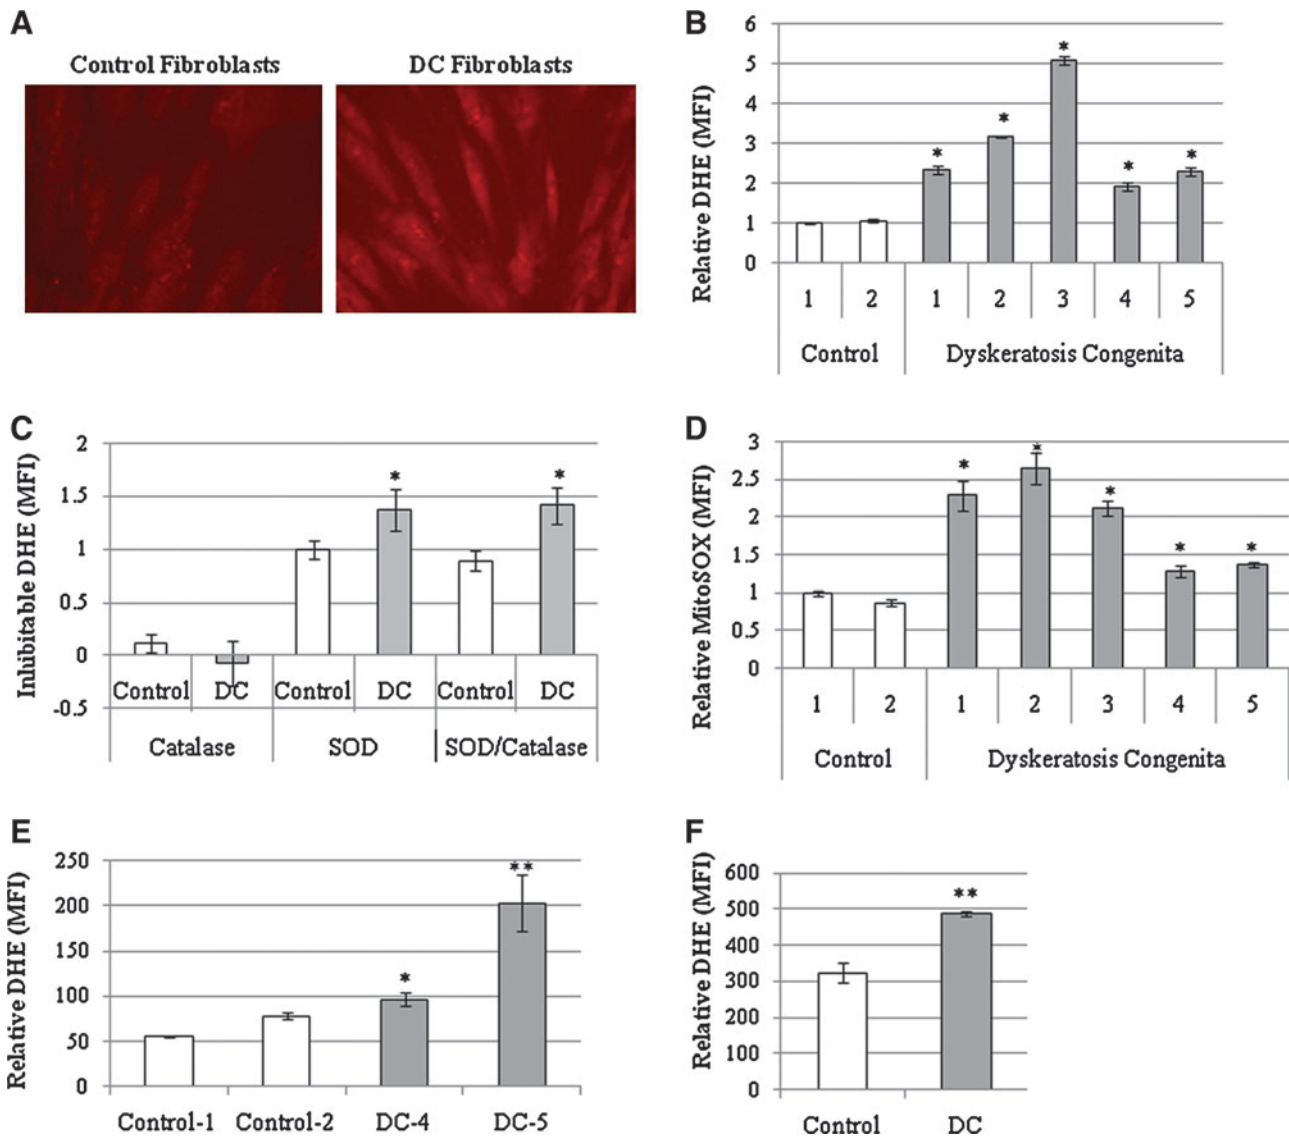 A
Control Fibroblasts
DC Fibroblasts
B
Relative DHE (MFI)
6
5
4
3
2
1
0
* * * * *
1 2 1 2 3 4 5
Control Dyskeratosis Congenita
C
Inhibitable DHE (MFI)
2
1.5
1
0.5
0
-0.5
* *
Control DC Control DC Control DC
Catalase SOD SOD/Catalase
D
Relative MitoSOX (MFI)
3
2.5
2
1.5
1
0.5
0
* * * * *
1 2 1 2 3 4 5
Control Dyskeratosis Congenita
E
Relative DHE (MFI)
250
200
150
100
50
0
* **
Control-1 Control-2 DC-4 DC-5
F
Relative DHE (MFI)
600
500
400
300
200
100
0
**
Control DC